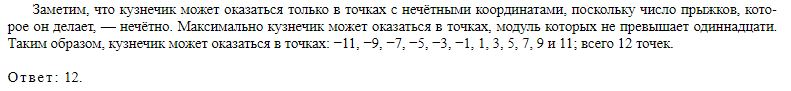 Заметим, что кузнечик может оказаться только в точках с нечётными координатами, поскольку число прыжков, кото-
рое он делает, — нечётно. Максимально кузнечик может оказаться в точках, модуль которых не превышает одиннадцати.
Таким образом, кузнечик может оказаться в точках: −11, −9, −7, −5, −3, −1, 1, 3, 5, 7, 9 и 11; всего 12 точек.
Ответ: 12.